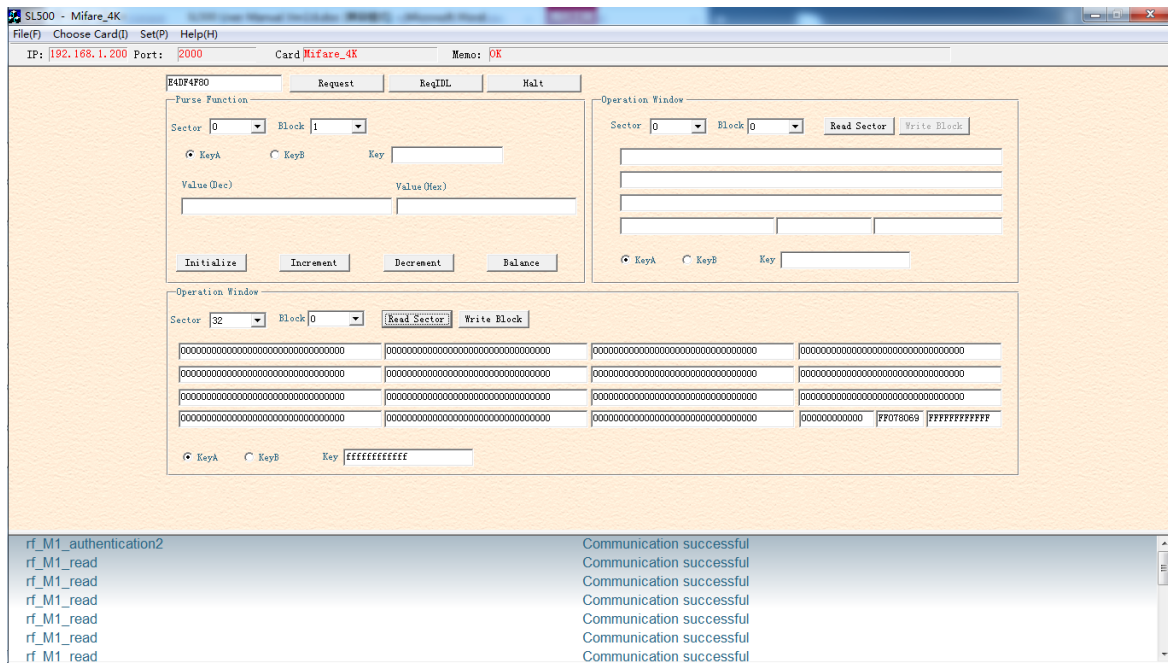 SL500 - Mifare_4K
File(F) Choose Card(I) Set(P) Help(H)
IP: 192.168.1.200 Port: 2000 Card Mifare_4K Memo: OK
E4DF4F80 Request ReqIDL Halt
Purse Function
Sector 0 Block 1
KeyA KeyB Key
Value(Dec) Value(Hex)
Initialize Increment Decrement Balance
Operation Window
Sector 0 Block 0 Read Sector Write Block
KeyA KeyB Key
Operation Window
Sector 32 Block 0 Read Sector Write Block
00000000000000000000000000000000 00000000000000000000000000000000 00000000000000000000000000000000 00000000000000000000000000000000
00000000000000000000000000000000 00000000000000000000000000000000 00000000000000000000000000000000 00000000000000000000000000000000
00000000000000000000000000000000 00000000000000000000000000000000 00000000000000000000000000000000 00000000000000000000000000000000
00000000000000000000000000000000 00000000000000000000000000000000 00000000000000000000000000000000 000000000000 FF078069 FFFFFFFFFFFF
KeyA KeyB Key ffffffffffff
rf_M1_authentication2 Communication successful
rf_M1_read Communication successful
rf_M1_read Communication successful
rf_M1_read Communication successful
rf_M1_read Communication successful
rf_M1_read Communication successful
rf_M1_read Communication successful